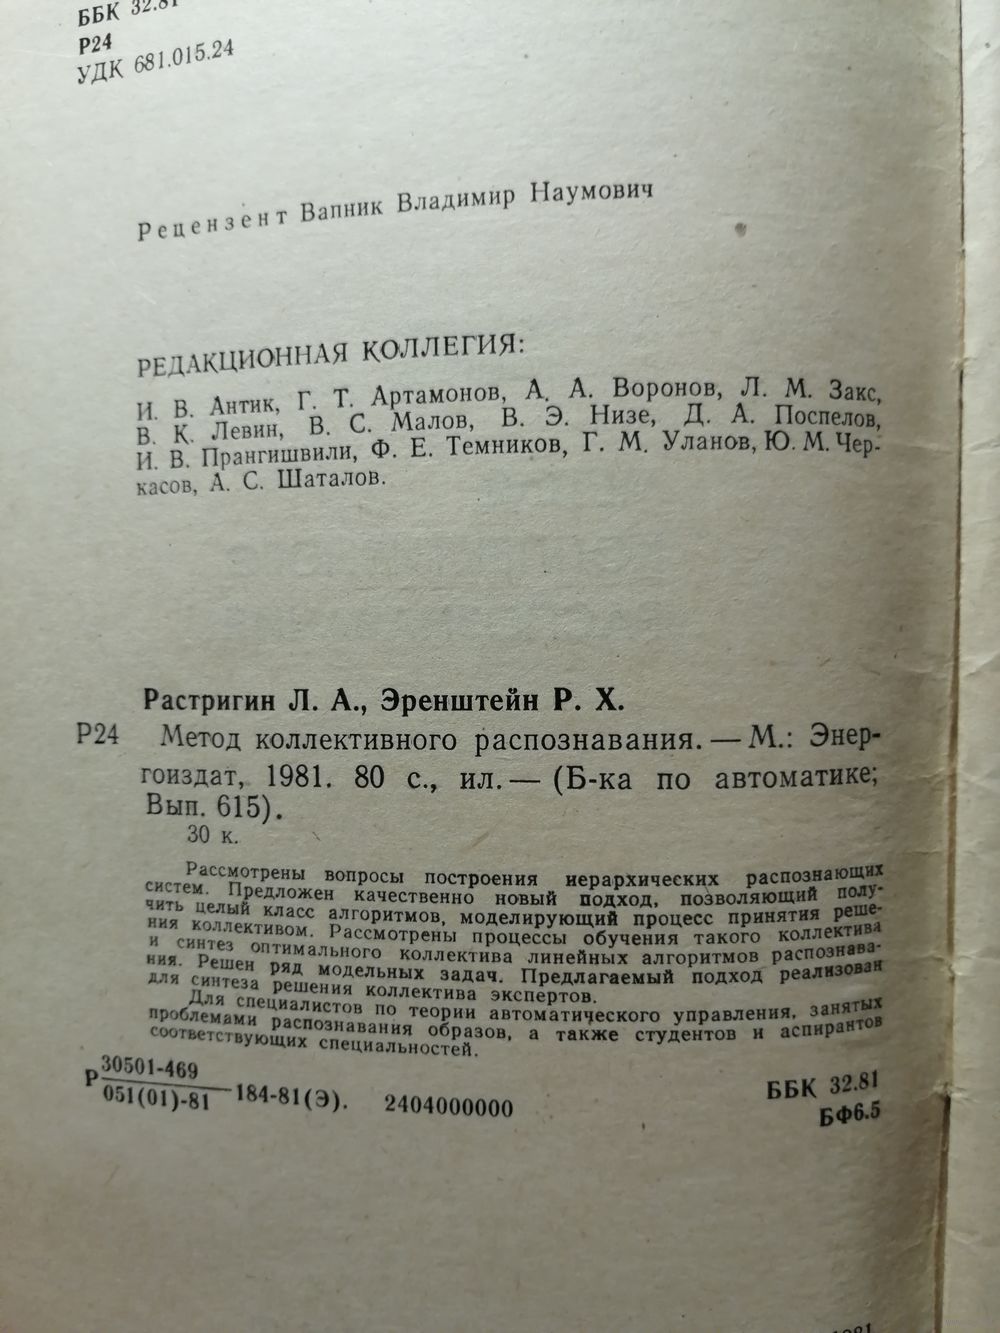 ББК 32.81
Р24
УДК 681.015.24
Рецензент Вапник Владимир Наумович
РЕДАКЦИОННАЯ КОЛЛЕГИЯ:
И. В. Антик, Г. Т. Артамонов, А. А. Воронов, Л. М. Закс,
В. К. Левин, В. С. Малов, В. Э. Низе, Д. А. Поспелов,
И. В. Прангишвили, Ф. Е. Темников, Г. М. Уланов, Ю. М. Чер-
касов, А. С. Шаталов.
Растригин Л. А., Эренштейн Р. Х.
Р24 Метод коллективного распознавания. — М.: Энер-
гоиздат, 1981. 80 с., ил. — (Б-ка по автоматике;
Вып. 615).
30 к.
Рассмотрены вопросы построения иерархических распознающих
систем. Предложен качественно новый подход, позволяющий полу-
чить целый класс алгоритмов, моделирующий процесс принятия реше-
ния коллективом. Рассмотрены процессы обучения такого коллектива
и синтез оптимального коллектива линейных алгоритмов распознава-
ния. Решен ряд модельных задач. Предлагаемый подход реализован
для синтеза решения коллектива экспертов.
Для специалистов по теории автоматического управления, занятых
проблемами распознавания образов, а также студентов и аспирантов
соответствующих специальностей.
Р 30501-469
051(01)-81 184-81(Э). 2404000000
ББК 32.81
БФ6.5